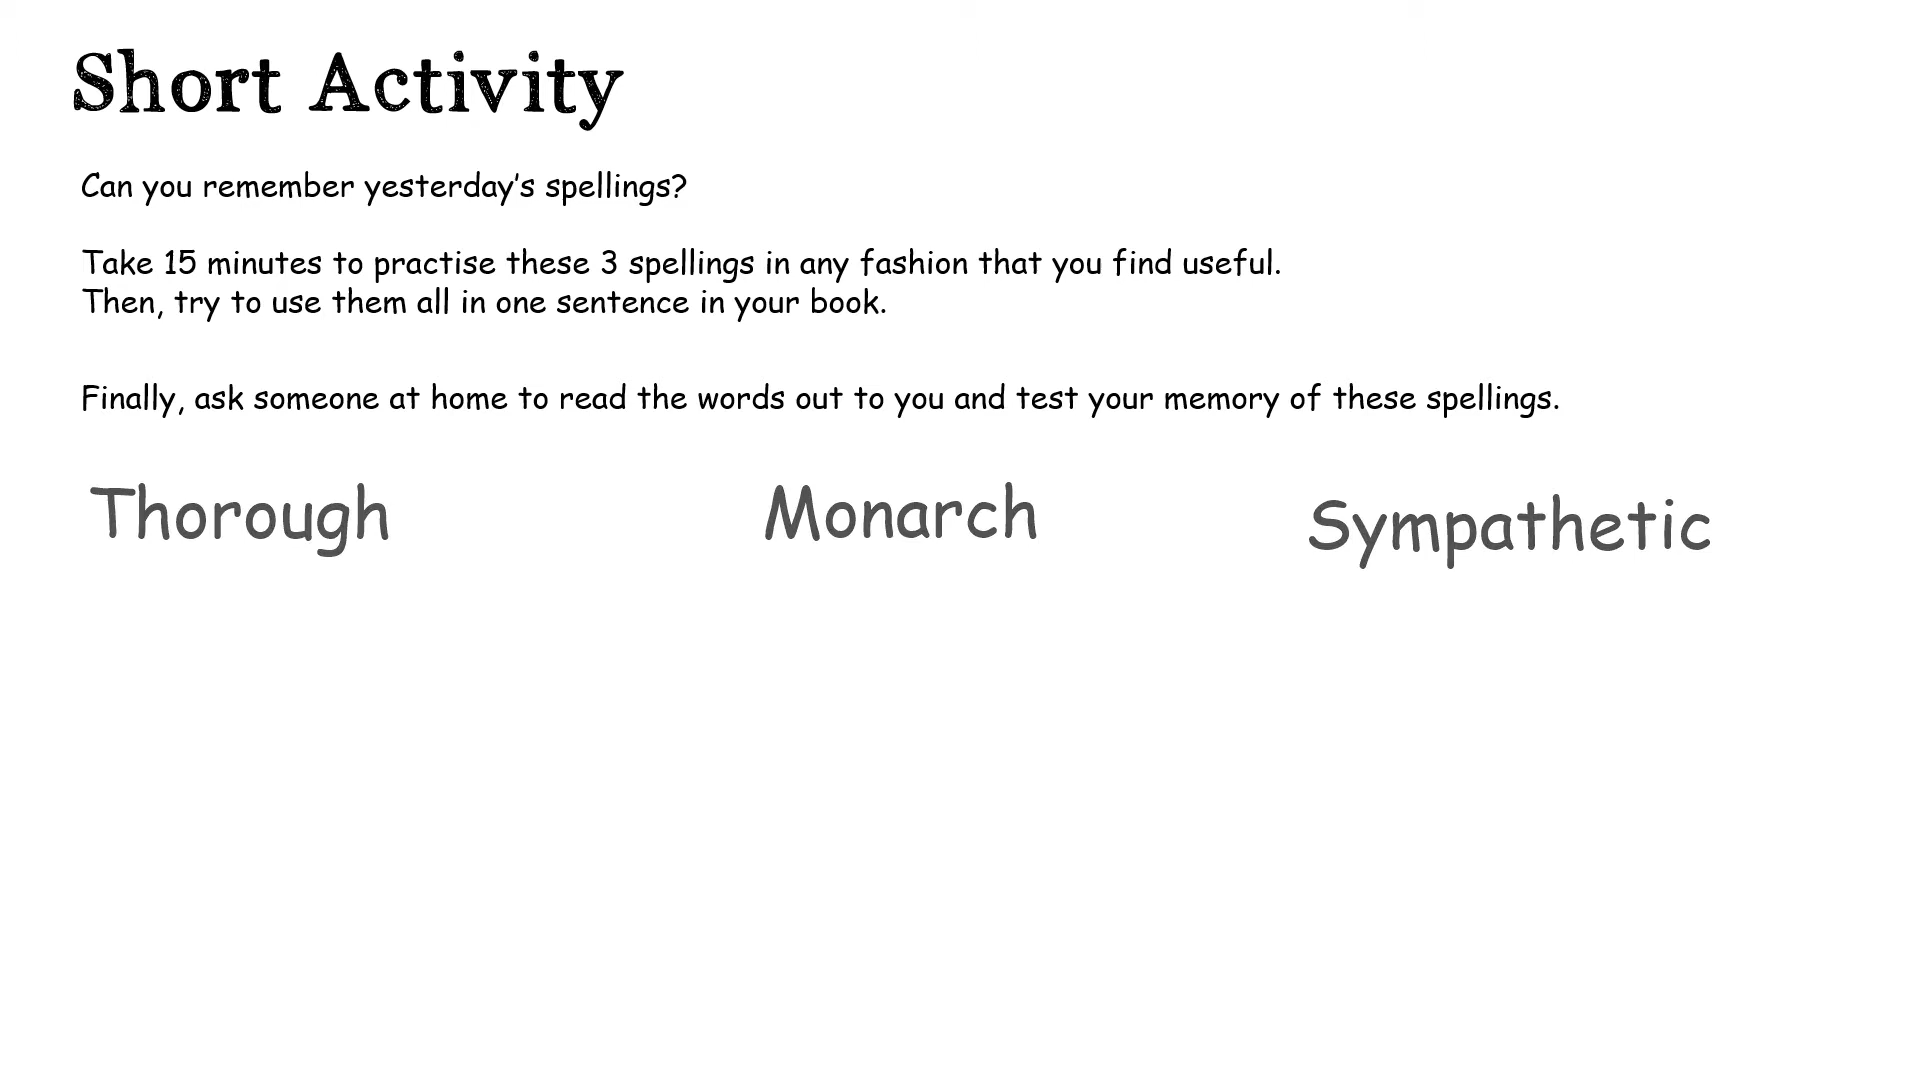 Short Activity
Can you remember yesterday's spellings?
Take 15 minutes to practise these 3 spellings in any fashion that you find useful.
Then, try to use them all in one sentence in your book.
Finally, ask someone at home to read the words out to you and test your memory of these spellings.
Thorough Monarch Sympathetic